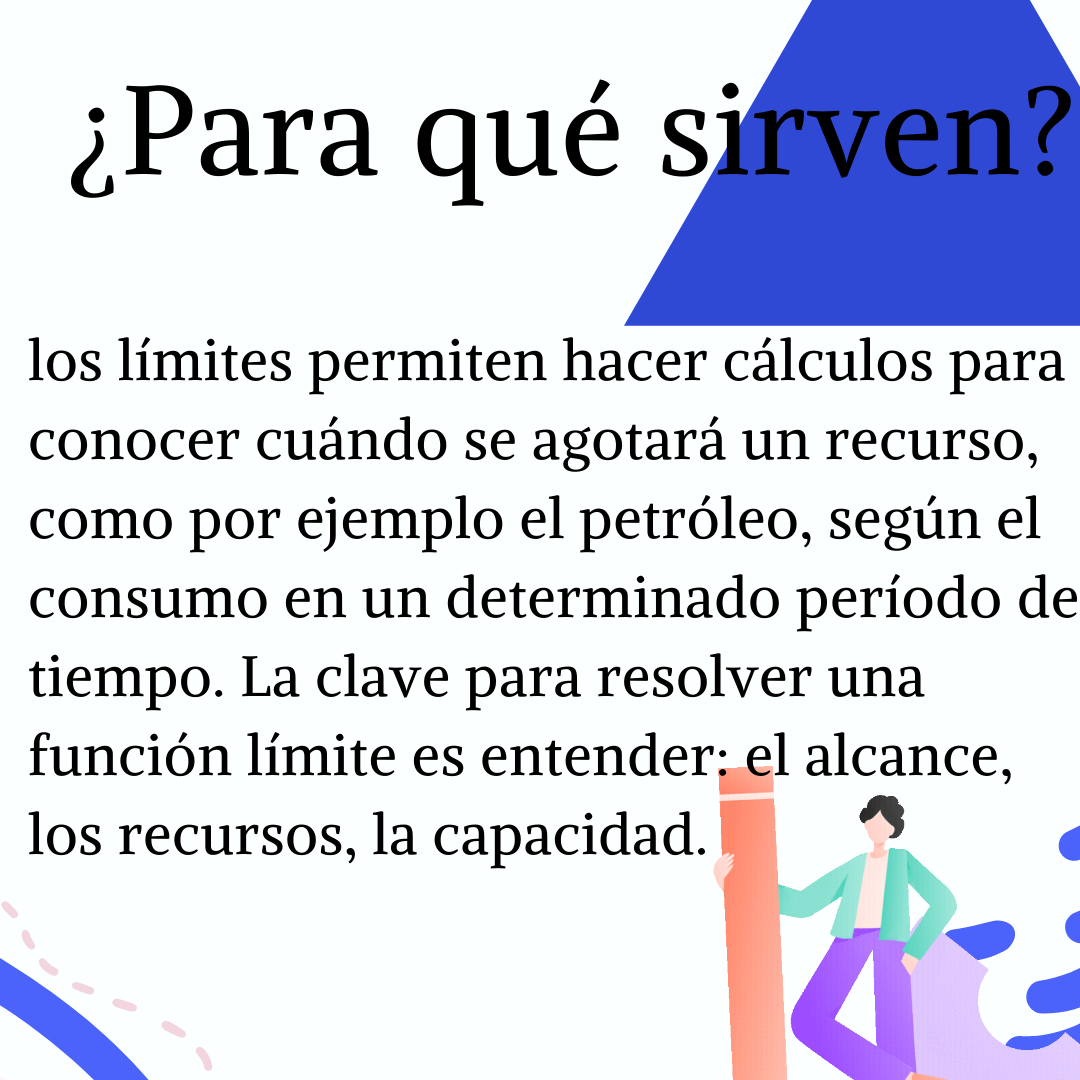 ¿Para qué sirven?
los límites permiten hacer cálculos para
conocer cuándo se agotará un recurso,
como por ejemplo el petróleo, según el
consumo en un determinado período de
tiempo. La clave para resolver una
función límite es entender: el alcance,
los recursos, la capacidad.